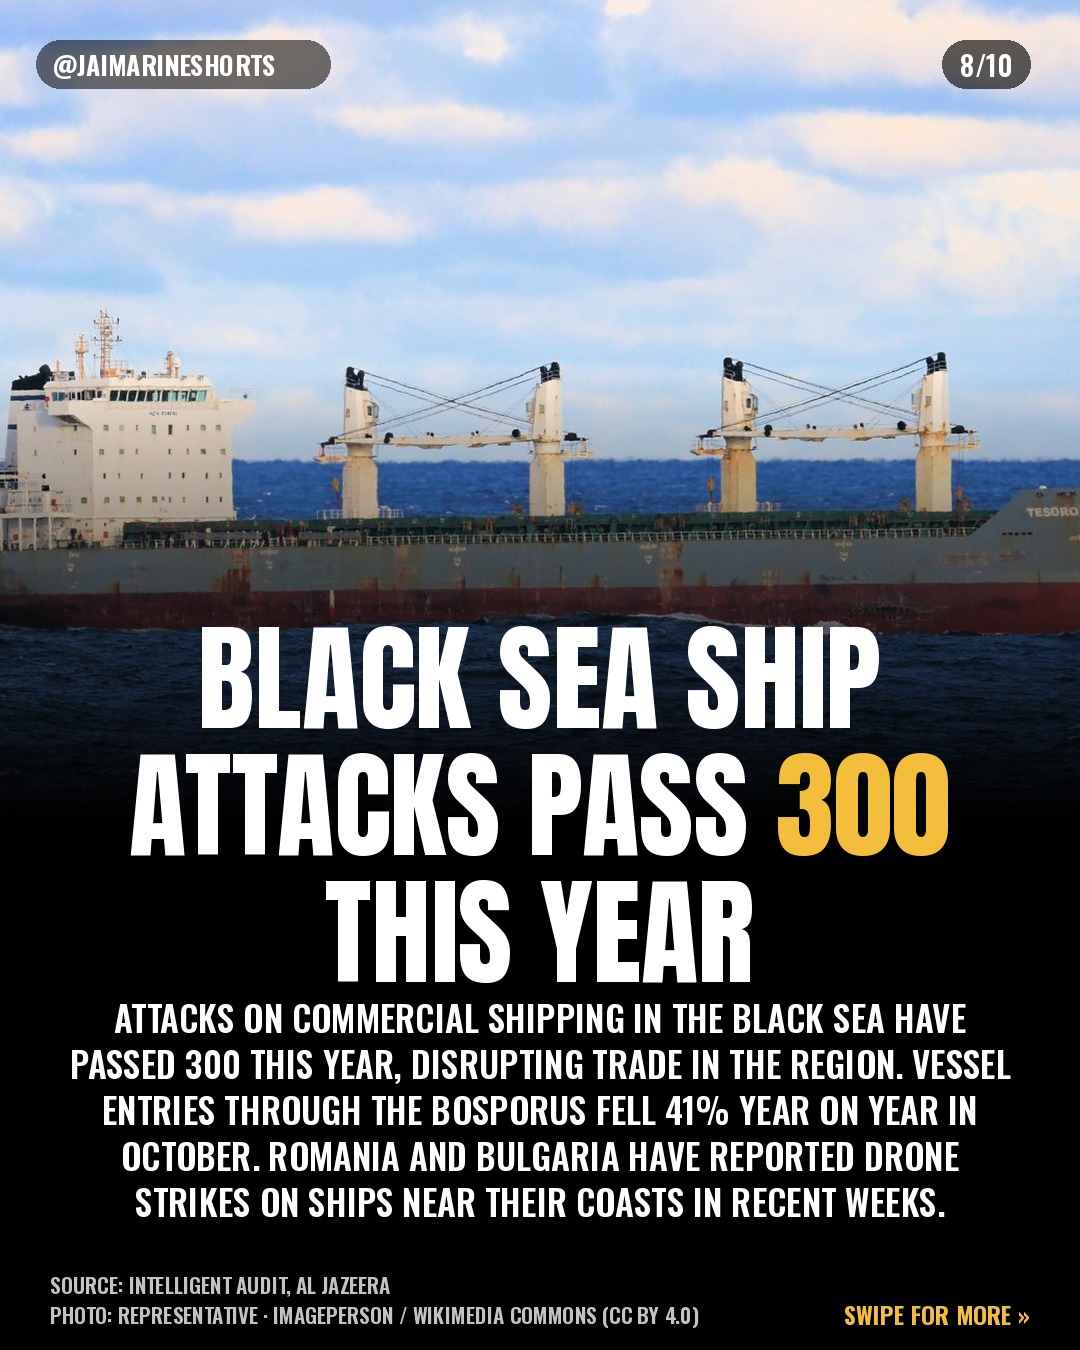 @JAIMARINESHORTS
8/10
TESORO
BLACK SEA SHIP
ATTACKS PASS 300
THIS YEAR
ATTACKS ON COMMERCIAL SHIPPING IN THE BLACK SEA HAVE
PASSED 300 THIS YEAR, DISRUPTING TRADE IN THE REGION. VESSEL
ENTRIES THROUGH THE BOSPORUS FELL 41% YEAR ON YEAR IN
OCTOBER. ROMANIA AND BULGARIA HAVE REPORTED DRONE
STRIKES ON SHIPS NEAR THEIR COASTS IN RECENT WEEKS.
SOURCE: INTELLIGENT AUDIT, AL JAZEERA
PHOTO: REPRESENTATIVE · IMAGEPERSON / WIKIMEDIA COMMONS (CC BY 4.0)
SWIPE FOR MORE »